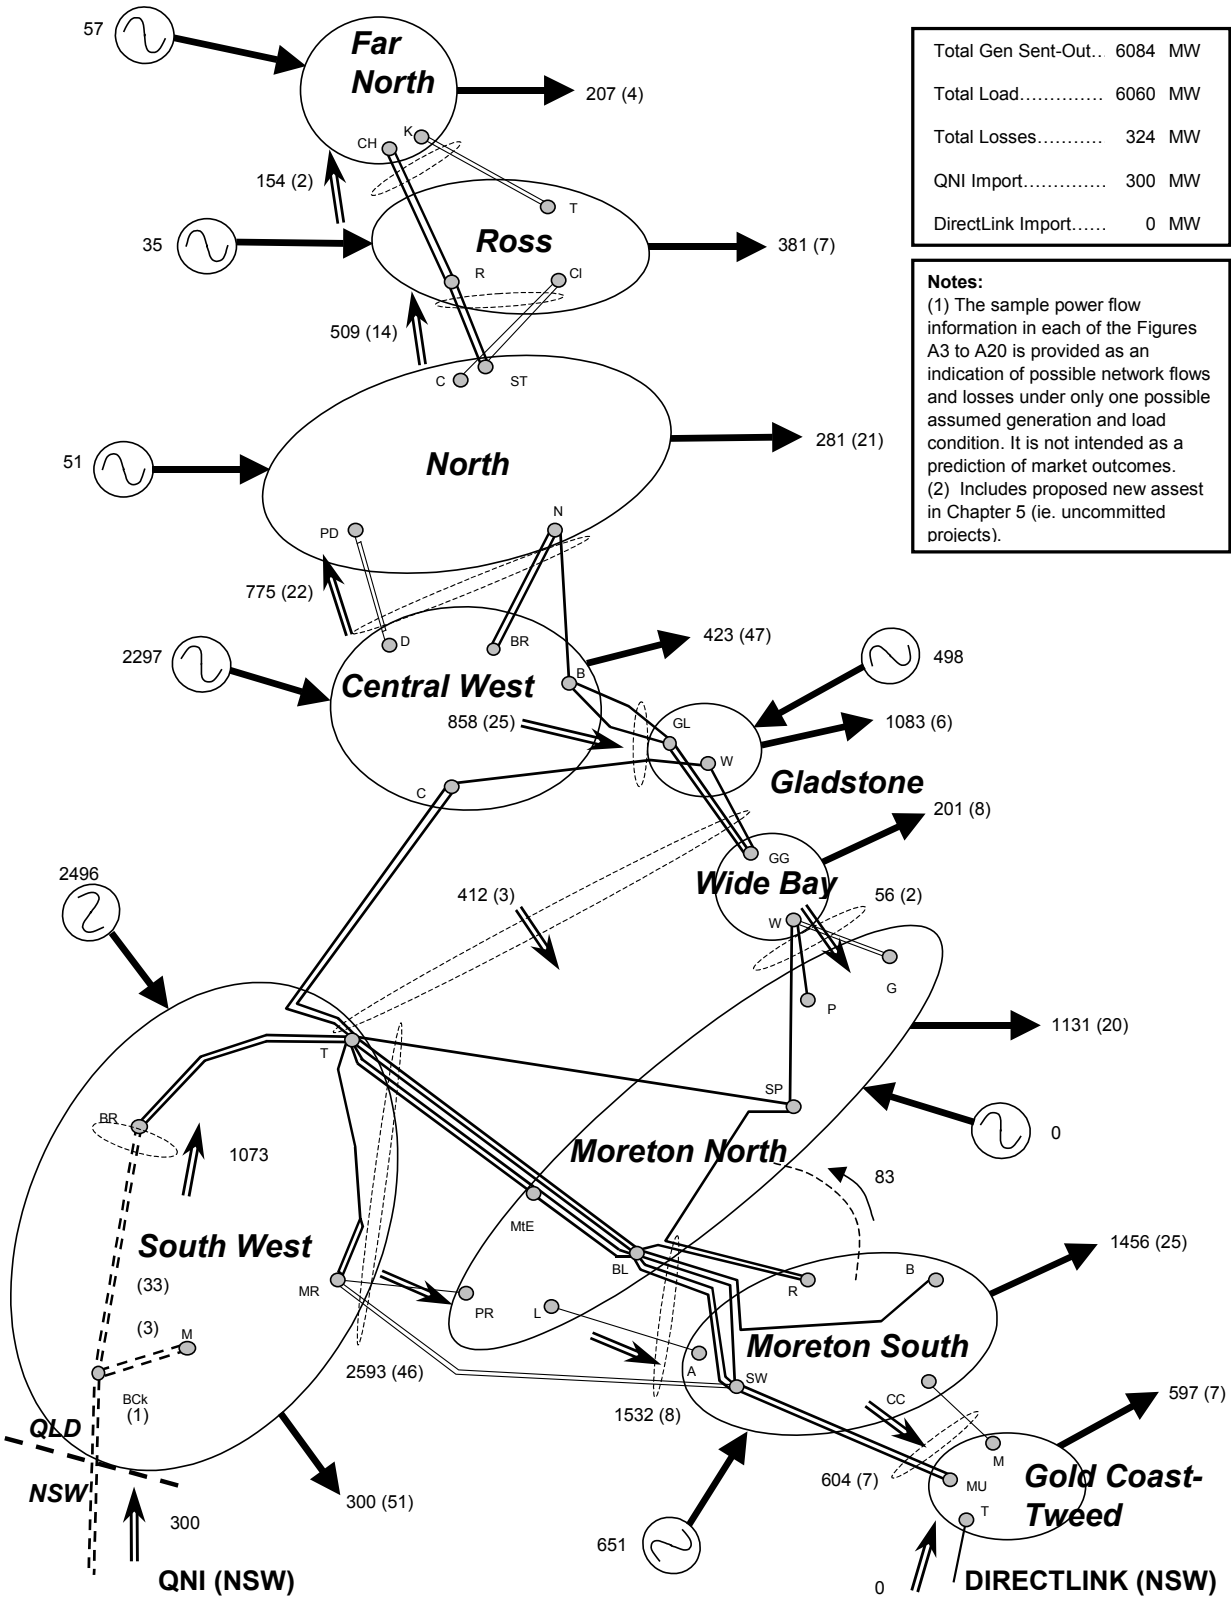 57
Far
North
207 (4)
K
CH
154 (2)
T
35
Ross
381 (7)
R
CI
509 (14)
C
ST
51
North
281 (21)
PD
N
775 (22)
D
BR
423 (47)
2297
498
Central West
B
858 (25)
GL
1083 (6)
W
Gladstone
C
201 (8)
GG
2496
Wide Bay
412 (3)
56 (2)
W
G
P
1131 (20)
T
SP
BR
0
1073
Moreton North
83
MtE
South West
1456 (25)
BL
B
(33)
MR
R
PR
L
(3)
M
Moreton South
2593 (46)
A
SW
BCk
(1)
1532 (8)
CC
597 (7)
QLD
M
604 (7)
MU
Gold Coast-
Tweed
NSW
300 (51)
T
300
651
QNI (NSW)
0
DIRECTLINK (NSW)
Total Gen Sent-Out.. 6084 MW
Total Load.............. 6060 MW
Total Losses........... 324 MW
QNI Import.............. 300 MW
DirectLink Import...... 0 MW
Notes:
(1) The sample power flow
information in each of the Figures
A3 to A20 is provided as an
indication of possible network flows
and losses under only one possible
assumed generation and load
condition. It is not intended as a
prediction of market outcomes.
(2) Includes proposed new assest
in Chapter 5 (ie. uncommitted
projects).